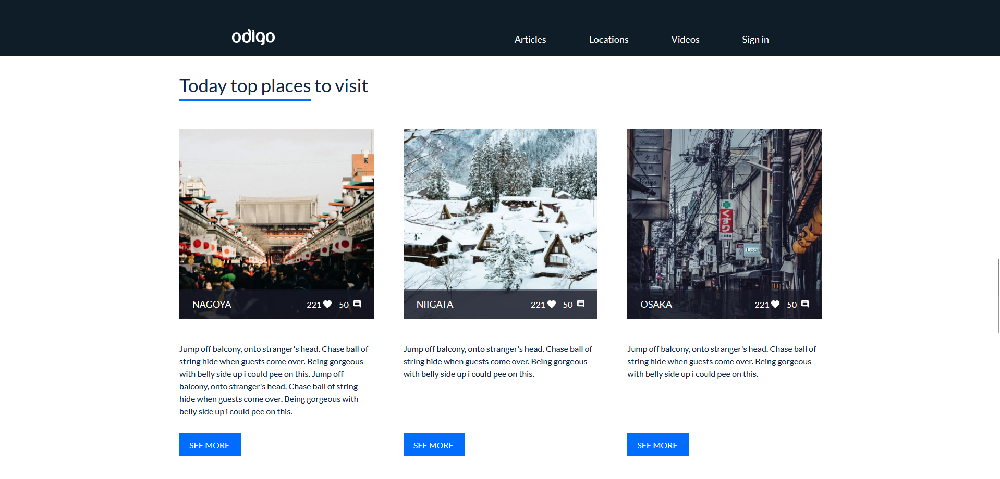 odigo
Articles Locations Videos Sign in
Today top places to visit
くすり
NAGOYA 221 50
NIIGATA 221 50
OSAKA 221 50
Jump off balcony, onto stranger's head. Chase ball of
string hide when guests come over. Being gorgeous
with belly side up i could pee on this. Jump off
balcony, onto stranger's head. Chase ball of string
hide when guests come over. Being gorgeous with
belly side up i could pee on this.
Jump off balcony, onto stranger's head. Chase ball of
string hide when guests come over. Being gorgeous
with belly side up i could pee on this.
Jump off balcony, onto stranger's head. Chase ball of
string hide when guests come over. Being gorgeous
with belly side up i could pee on this.
SEE MORE
SEE MORE
SEE MORE